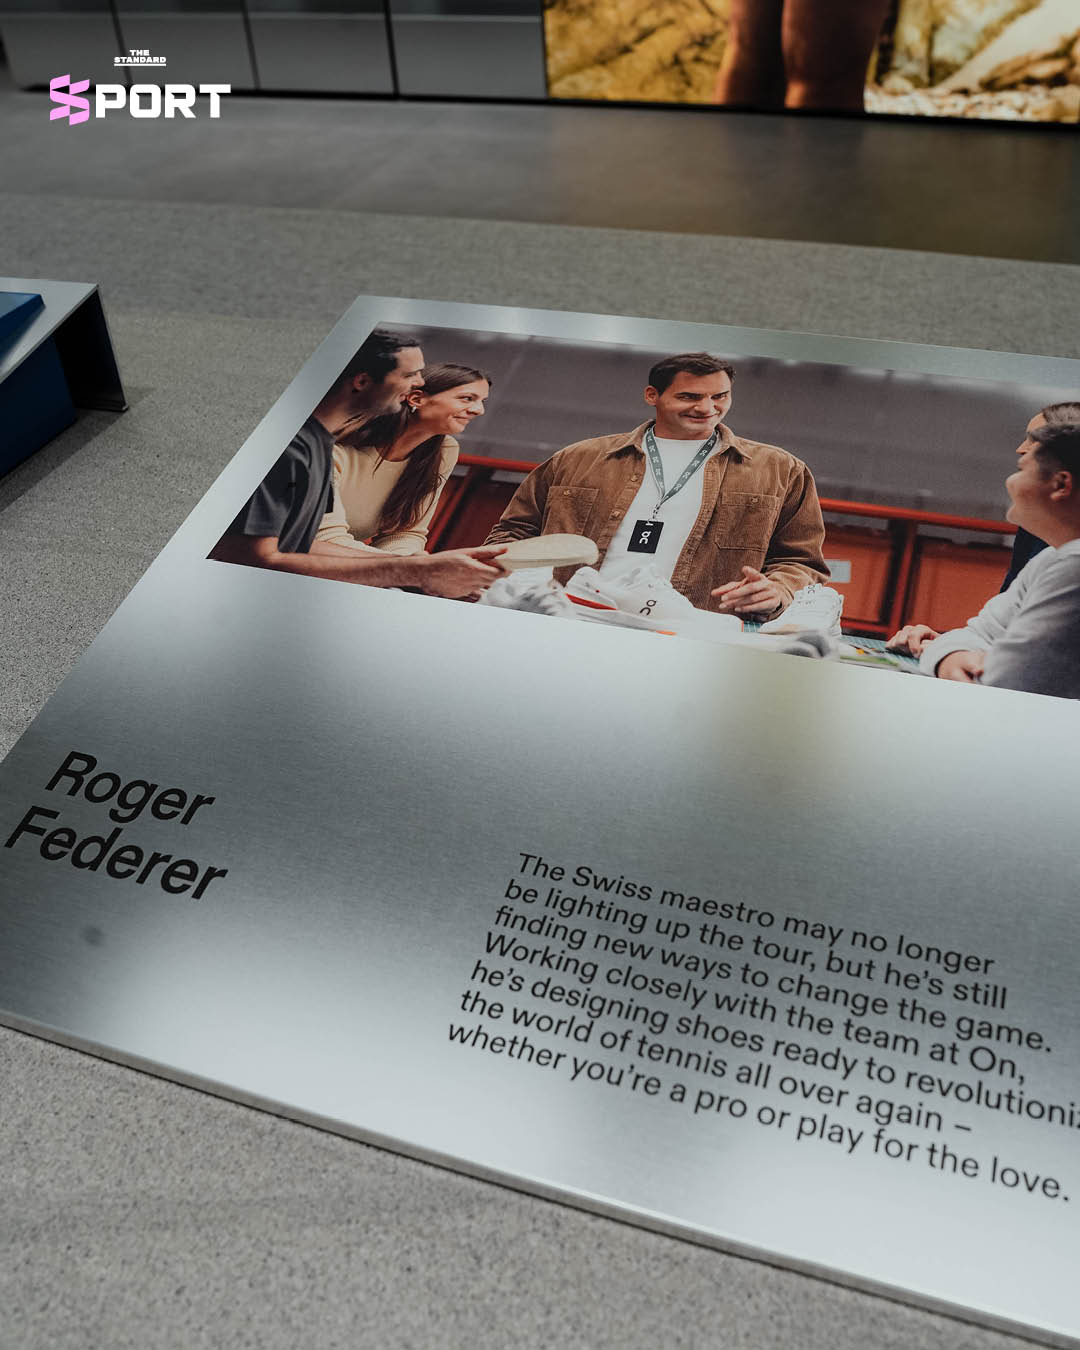 THE
STANDARD
SPORT
Roger
Federer
The Swiss maestro may no longer
be lighting up the tour, but he's still
finding new ways to change the game.
Working closely with the team at On,
he's designing shoes ready to
the world of tennis all over again –
whether you're a pro or play for the love.